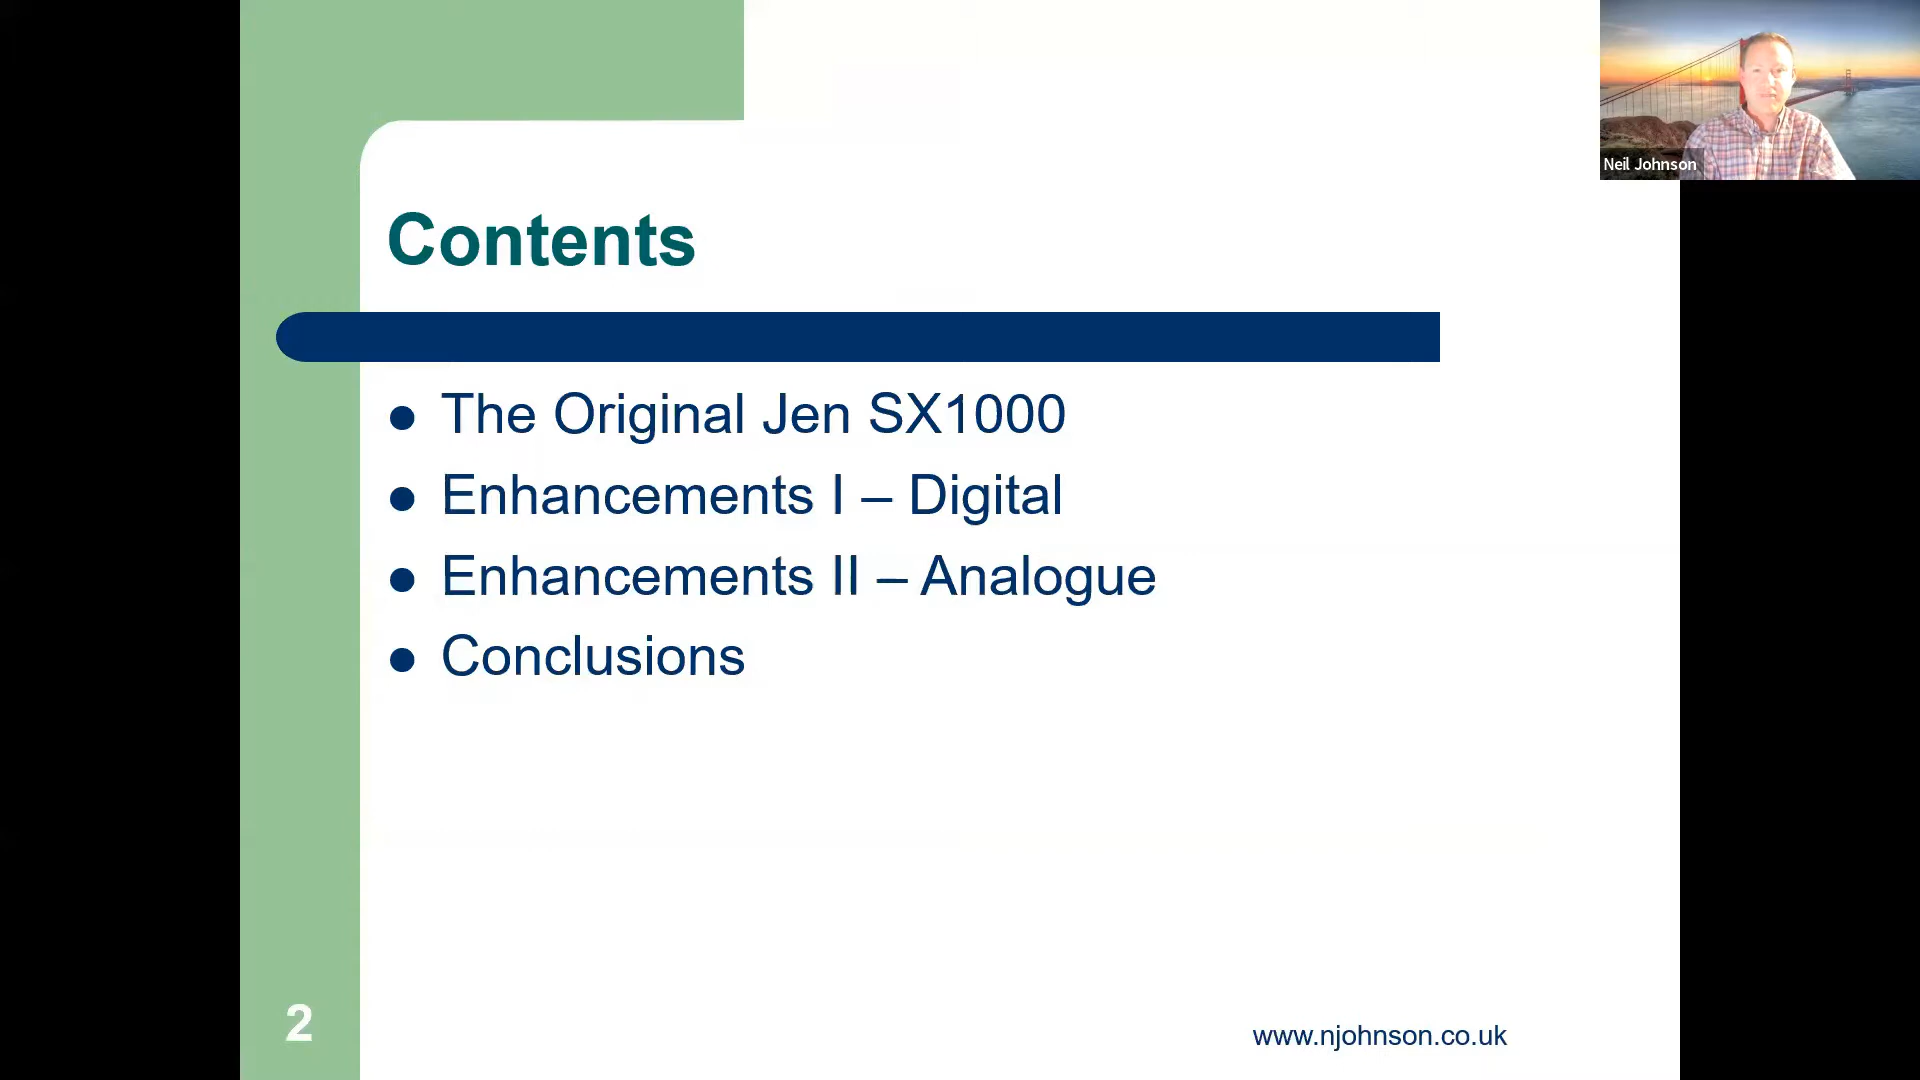 Neil Johnson
Contents
● The Original Jen SX1000
● Enhancements I – Digital
● Enhancements II – Analogue
● Conclusions
2
www.njohnson.co.uk